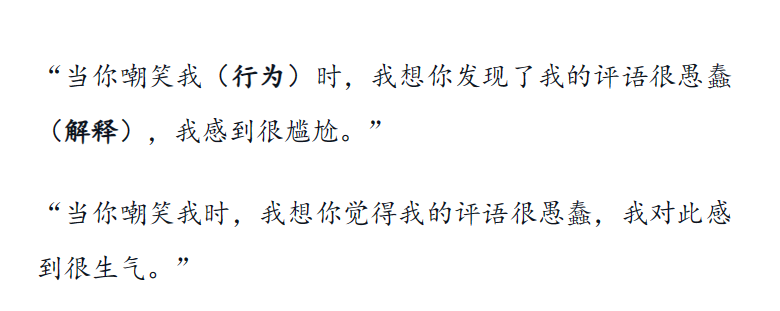 “当你嘲笑我（行为）时，我想你发现了我的评语很愚蠢
（解释），我感到很尴尬。”
“当你嘲笑我时，我想你觉得我的评语很愚蠢，我对此感
到很生气。”